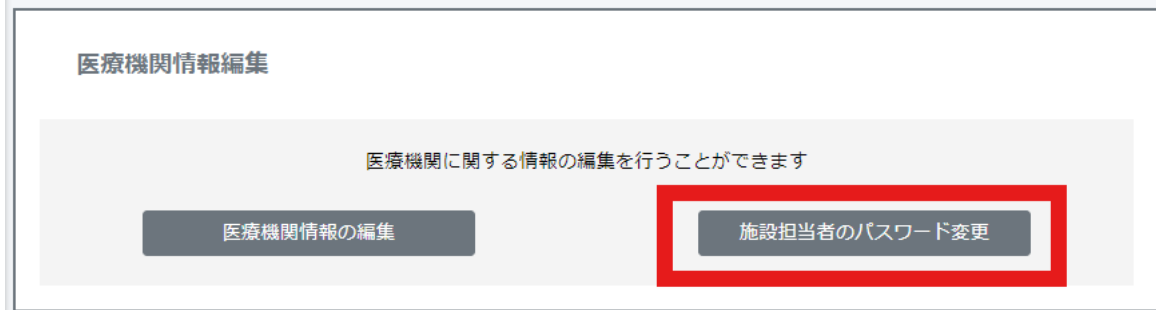 医療機関情報編集
医療機関に関する情報の編集を行うことができます
医療機関情報の編集
施設担当者のパスワード変更